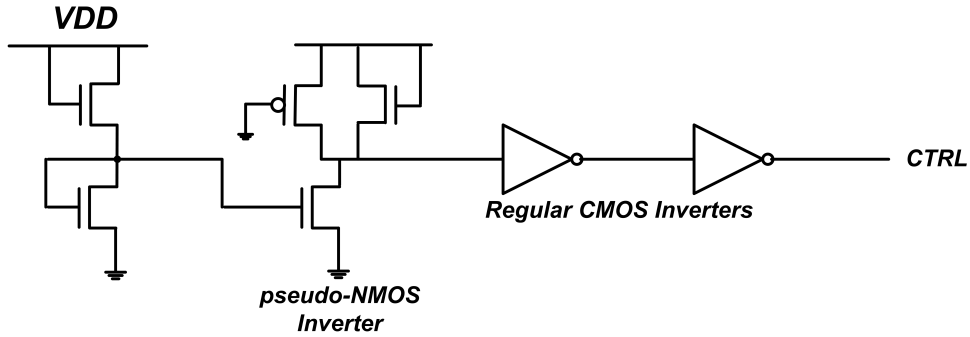 VDD
CTRL
Regular CMOS Inverters
pseudo-NMOS
Inverter